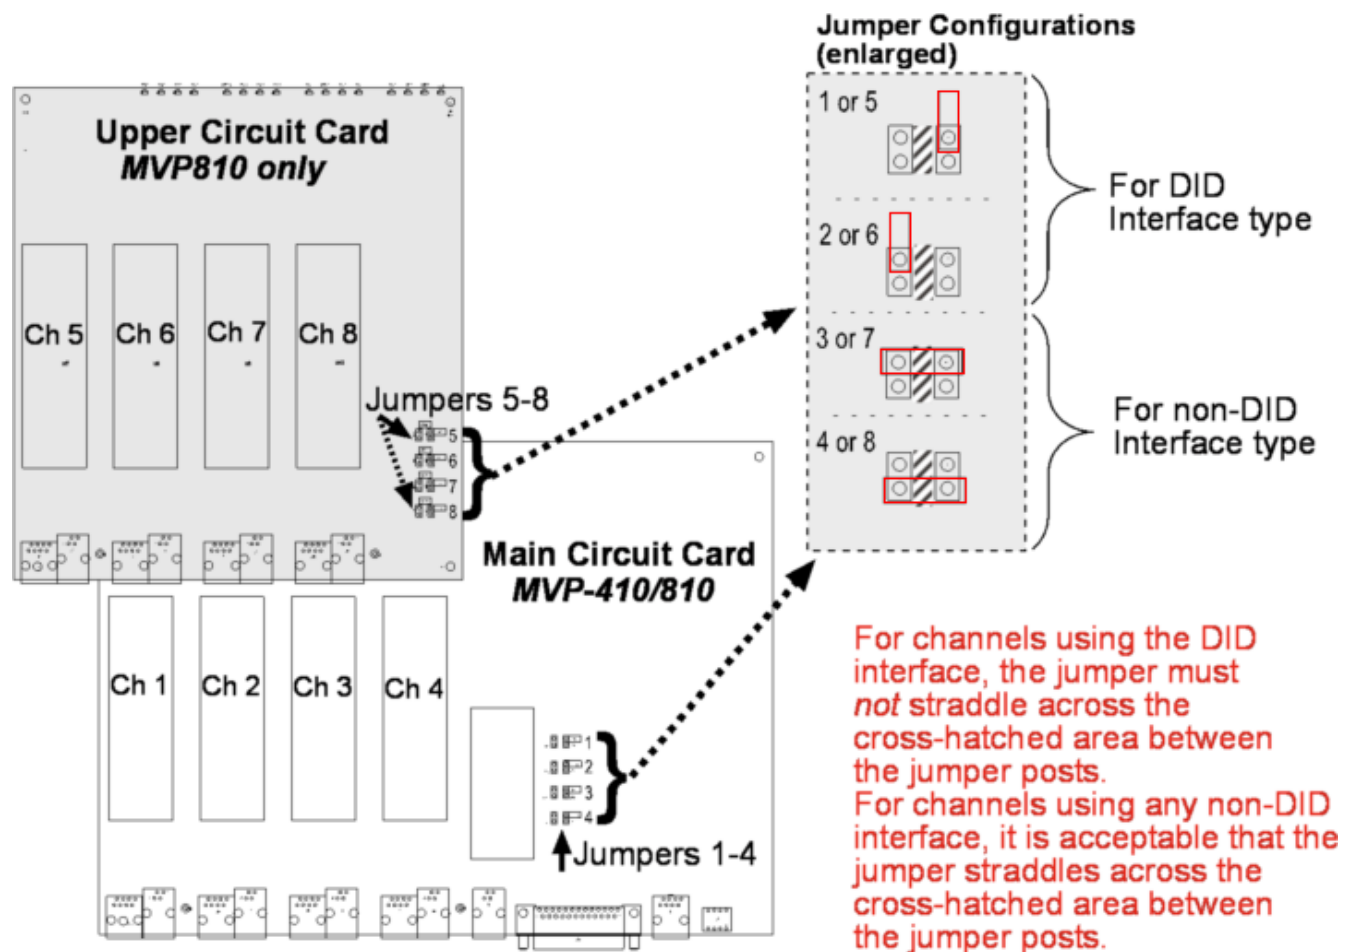 Jumper Configurations
(enlarged)
1 or 5
2 or 6
For DID
Interface type
3 or 7
4 or 8
For non-DID
Interface type
Upper Circuit Card
MVP810 only
Ch 5
Ch 6
Ch 7
Ch 8
Jumpers 5-8
5
6
7
8
Main Circuit Card
MVP-410/810
Ch 1
Ch 2
Ch 3
Ch 4
1
2
3
4
Jumpers 1-4
For channels using the DID
interface, the jumper must
not straddle across the
cross-hatched area between
the jumper posts.
For channels using any non-DID
interface, it is acceptable that the
jumper straddles across the
cross-hatched area between
the jumper posts.